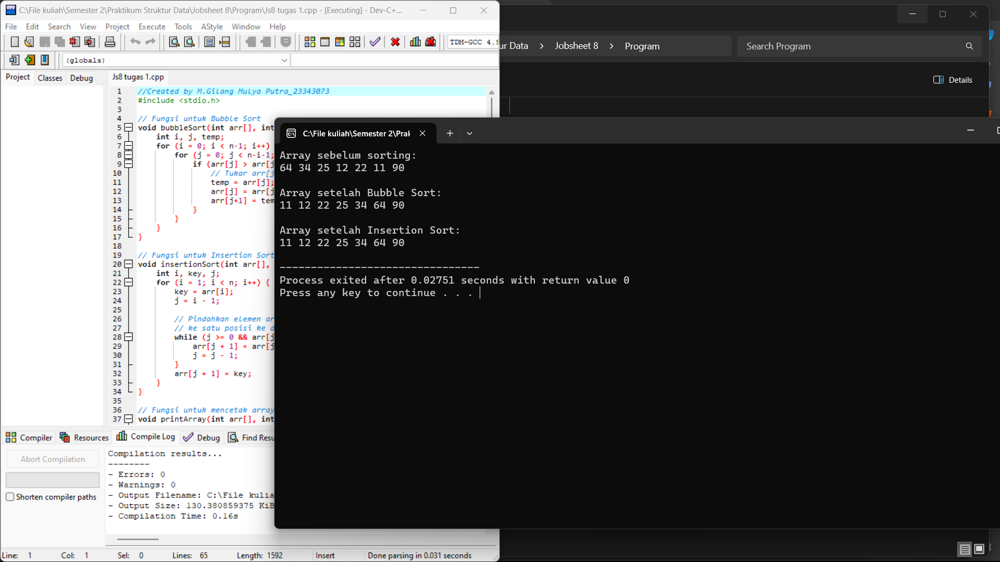 C:\File kuliah\Semester 2\Praktikum Struktur Data\Jobsheet 8\Program\Js8 tugas 1.cpp - [Executing] - Dev-C+...
File Edit Search View Project Execute Tools AStyle Window Help
TDM-GCC 4.9
(globals)
Project Classes Debug
Js8 tugas 1.cpp
1 //Created by M.Gilang Mulya Putra_23343073
2 #include <stdio.h>
3
4 // Fungsi untuk Bubble Sort
5 void bubbleSort(int arr[], int
6 int i, j, temp;
7 for (i = 0; i < n-1; i++)
8 for (j = 0; j < n-i-1;
9 if (arr[j] > arr[j
10 // Tukar arr[j
11 temp = arr[j];
12 arr[j] = arr[j
13 arr[j+1] = tem
14 }
15 }
16 }
17 }
18
19 // Fungsi untuk Insertion Sort
20 void insertionSort(int arr[],
21 int i, key, j;
22 for (i = 1; i < n; i++) {
23 key = arr[i];
24 j = i - 1;
25
26 // Pindahkan elemen ar
27 // ke satu posisi ke d
28 while (j >= 0 && arr[j
29 arr[j + 1] = arr[j
30 j = j - 1;
31 }
32 arr[j + 1] = key;
33 }
34 }
35
36 // Fungsi untuk mencetak array
37 void printArray(int arr[], int
Compiler Resources Compile Log Debug Find Resu
Abort Compilation
Shorten compiler paths
Compilation results...
--------
- Errors: 0
- Warnings: 0
- Output Filename: C:\File kulia
- Output Size: 130.380859375 KiB
- Compilation Time: 0.16s
Line: 1 Col: 1 Sel: 0 Lines: 65 Length: 1592 Insert Done parsing in 0.031 seconds
ur Data > Jobsheet 8 > Program
Search Program
Details
C:\File kuliah\Semester 2\Prak
Array sebelum sorting:
64 34 25 12 22 11 90
Array setelah Bubble Sort:
11 12 22 25 34 64 90
Array setelah Insertion Sort:
11 12 22 25 34 64 90
--------------------------------
Process exited after 0.02751 seconds with return value 0
Press any key to continue . . .